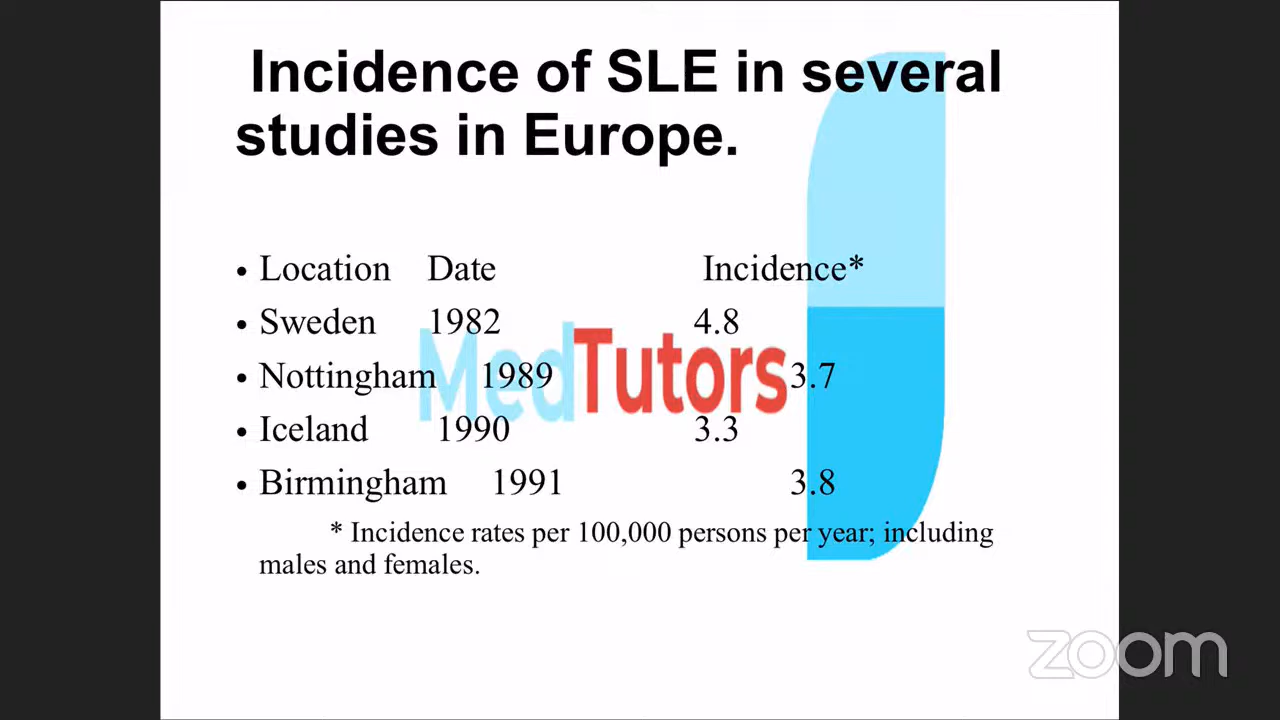 Incidence of SLE in several
studies in Europe.
• Location Date Incidence*
• Sweden 1982 4.8
• Nottingham 1989 3.7
• Iceland 1990 3.3
• Birmingham 1991 3.8
* Incidence rates per 100,000 persons per year; including
males and females.
MedTutors
zoom